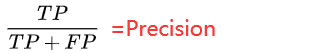 TP
TP + FP =Precision